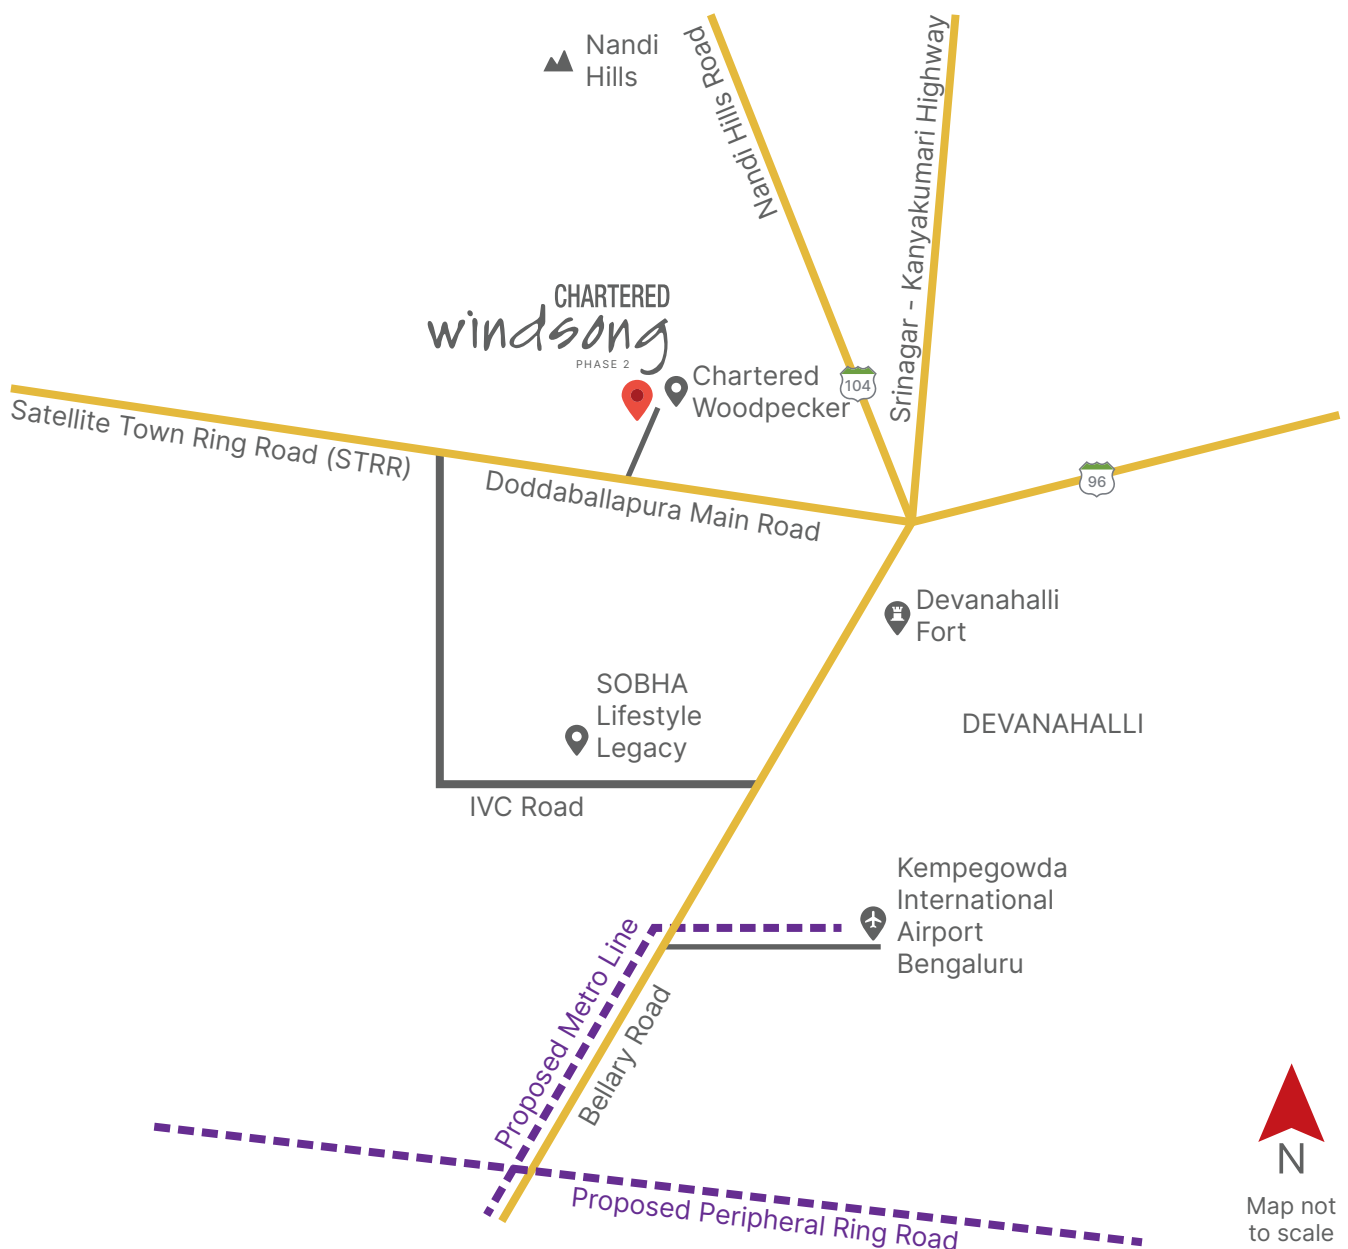 Nandi
Hills
Nandi Hills Road
Srinagar - Kanyakumari Highway
CHARTERED
windsong
PHASE 2
Chartered
Woodpecker
104
Satellite Town Ring Road (STRR)
Doddaballapura Main Road
96
Devanahalli
Fort
SOBHA
Lifestyle
Legacy
DEVANAHALLI
IVC Road
Kempegowda
International
Airport
Bengaluru
Proposed Metro Line
Bellary Road
Proposed Peripheral Ring Road
N
Map not
to scale